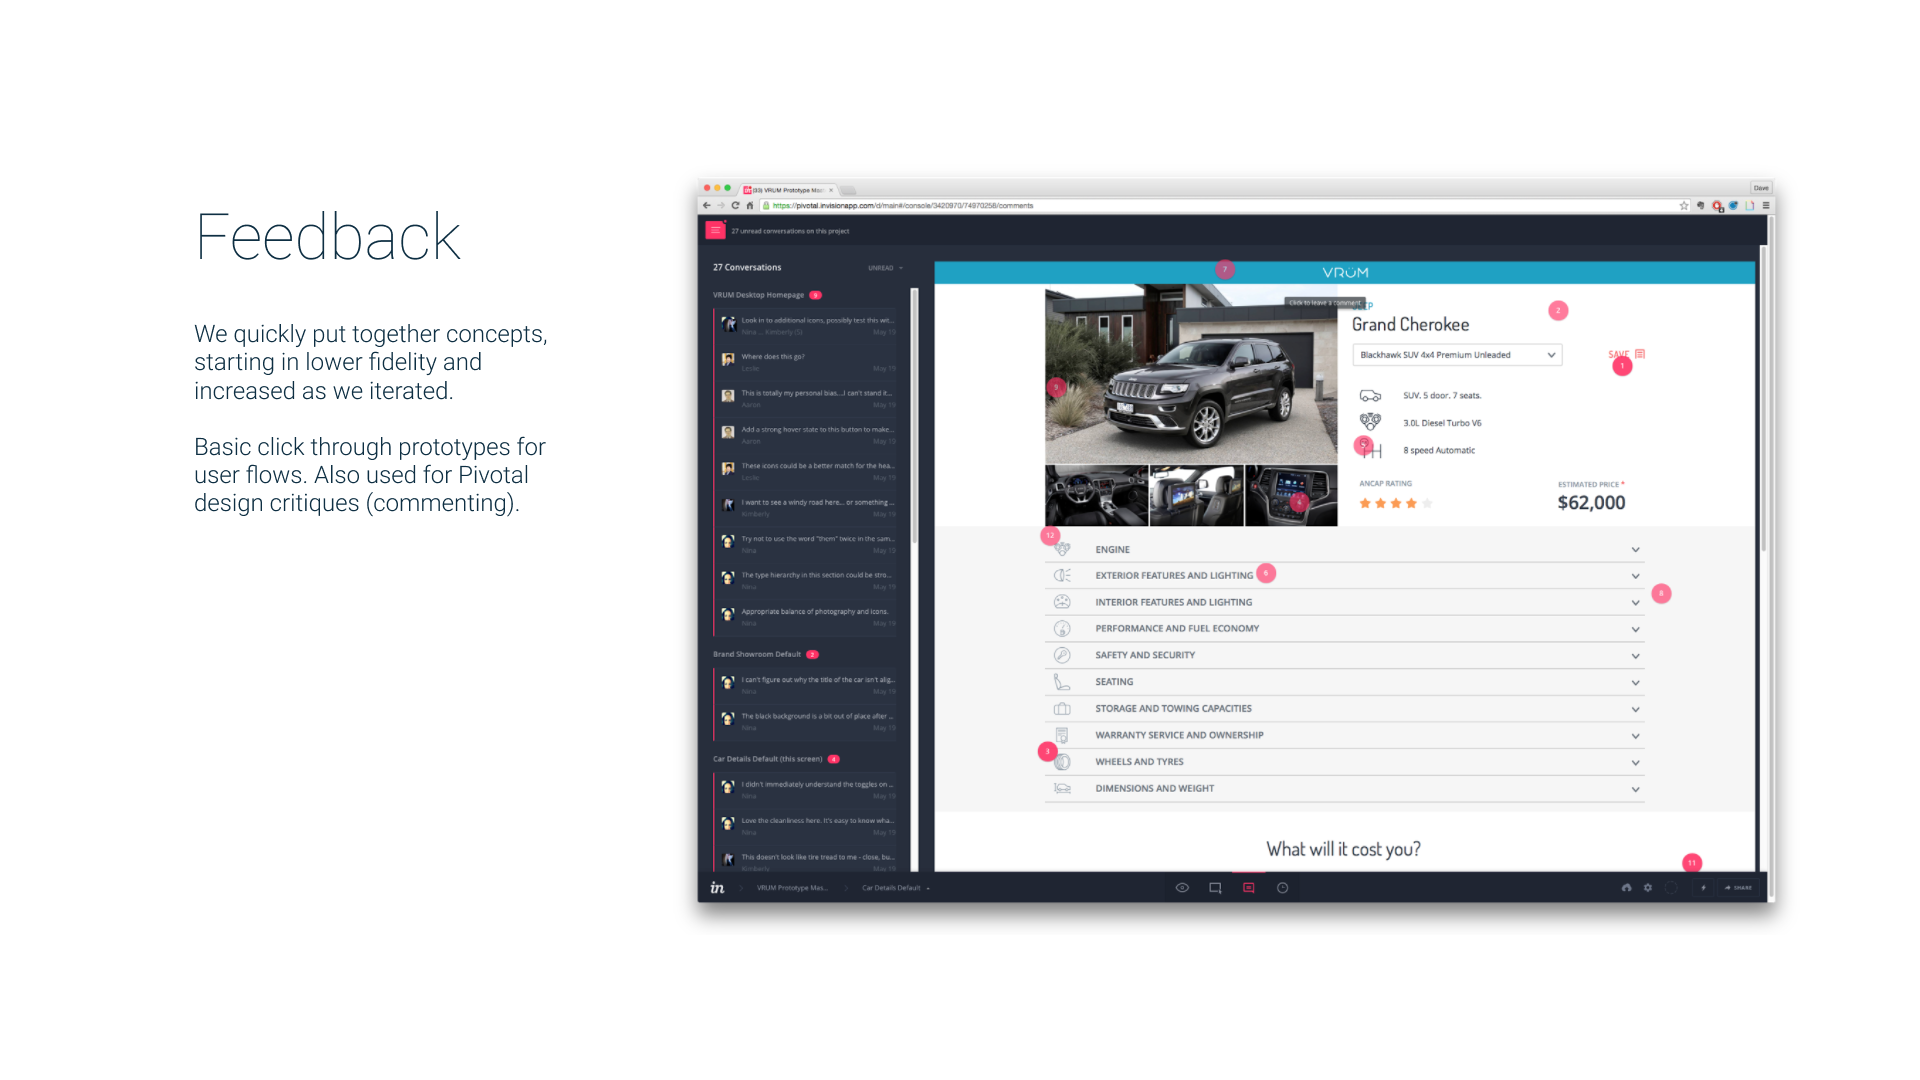 Feedback
We quickly put together concepts,
starting in lower fidelity and
increased as we iterated.
Basic click through prototypes for
user flows. Also used for Pivotal
design critiques (commenting).
VRUM Prototype Mas
Dave
https://pivotal.invisionapp.com/d/main#/console/3420970/74970258/comments
27 unread conversations on this project
27 Conversations
UNREAD
VRUM Desktop Homepage 9
Look in to additional icons, possibly test this wit...
Nina ... Kimberly (5) May 19
Where does this go?
Leslie May 19
This is totally my personal bias...I can't stand it...
Aaron May 19
Add a strong hover state to this button to make...
Aaron May 19
These icons could be a better match for the hea...
Leslie May 19
I want to see a windy road here... or something ...
Kimberly May 19
Try not to use the word "them" twice in the sam...
Nina May 19
The type hierarchy in this section could be stro...
Nina May 19
Appropriate balance of photography and icons.
Nina May 19
Brand Showroom Default 2
I can't figure out why the title of the car isn't alig...
Nina May 19
The black background is a bit out of place after ...
Nina May 19
Car Details Default (this screen) 4
I didn't immediately understand the toggles on ...
Nina May 19
Love the cleanliness here. It's easy to know wha...
Nina May 19
This doesn't look like tire tread to me - close, bu...
Kimberly May 19
7
VRUM
Click to leave a comment
2
Grand Cherokee
Blackhawk SUV 4x4 Premium Unleaded
SAVE
1
9
SUV. 5 door. 7 seats.
3.0L Diesel Turbo V6
8 speed Automatic
ANCAP RATING
ESTIMATED PRICE *
$62,000
12
ENGINE
EXTERIOR FEATURES AND LIGHTING 6
INTERIOR FEATURES AND LIGHTING
8
PERFORMANCE AND FUEL ECONOMY
SAFETY AND SECURITY
SEATING
STORAGE AND TOWING CAPACITIES
WARRANTY SERVICE AND OWNERSHIP
3
WHEELS AND TYRES
DIMENSIONS AND WEIGHT
What will it cost you?
11
in
VRUM Prototype Mas...
Car Details Default
SHARE